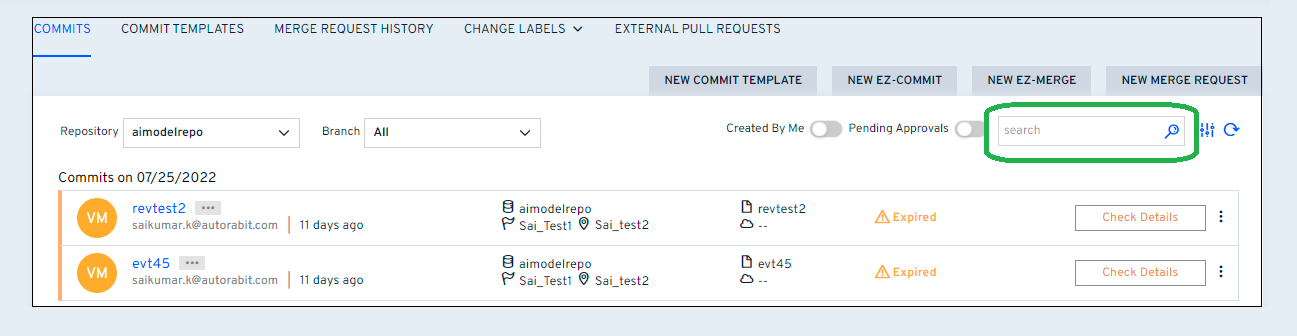 COMMITS COMMIT TEMPLATES MERGE REQUEST HISTORY CHANGE LABELS EXTERNAL PULL REQUESTS
NEW COMMIT TEMPLATE NEW EZ-COMMIT NEW EZ-MERGE NEW MERGE REQUEST
Repository aimodelrepo Branch All Created By Me Pending Approvals search
Commits on 07/25/2022
VM revtest2 ••• aimodelrepo revtest2 Expired Check Details
saikumar.k@autorabit.com 11 days ago Sai_Test1 Sai_test2 --
VM evt45 ••• aimodelrepo evt45 Expired Check Details
saikumar.k@autorabit.com 11 days ago Sai_Test1 Sai_test2 --